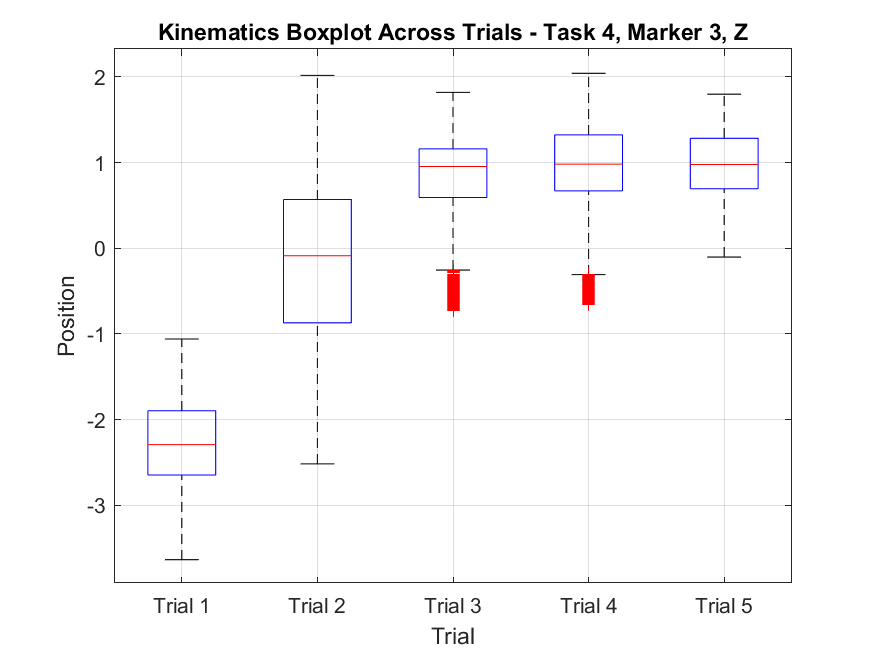 Kinematics Boxplot Across Trials - Task 4, Marker 3, Z
2
1
0
-1
-2
-3
Position
Trial 1 Trial 2 Trial 3 Trial 4 Trial 5
Trial